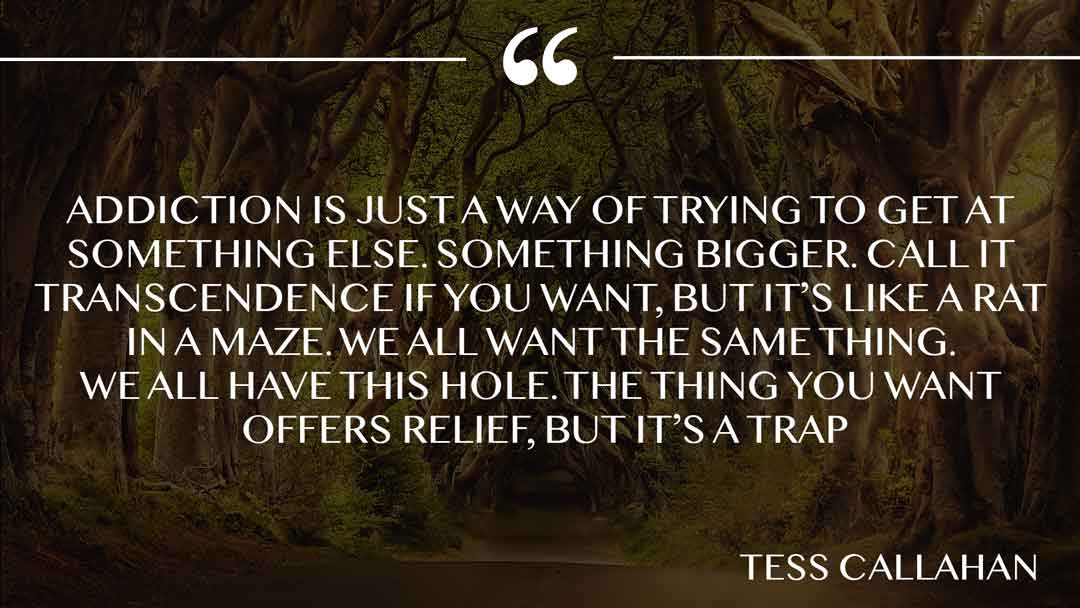 “
ADDICTION IS JUST A WAY OF TRYING TO GET AT
SOMETHING ELSE. SOMETHING BIGGER. CALL IT
TRANSCENDENCE IF YOU WANT, BUT IT’S LIKE A RAT
IN A MAZE. WE ALL WANT THE SAME THING.
WE ALL HAVE THIS HOLE. THE THING YOU WANT
OFFERS RELIEF, BUT IT’S A TRAP
TESS CALLAHAN